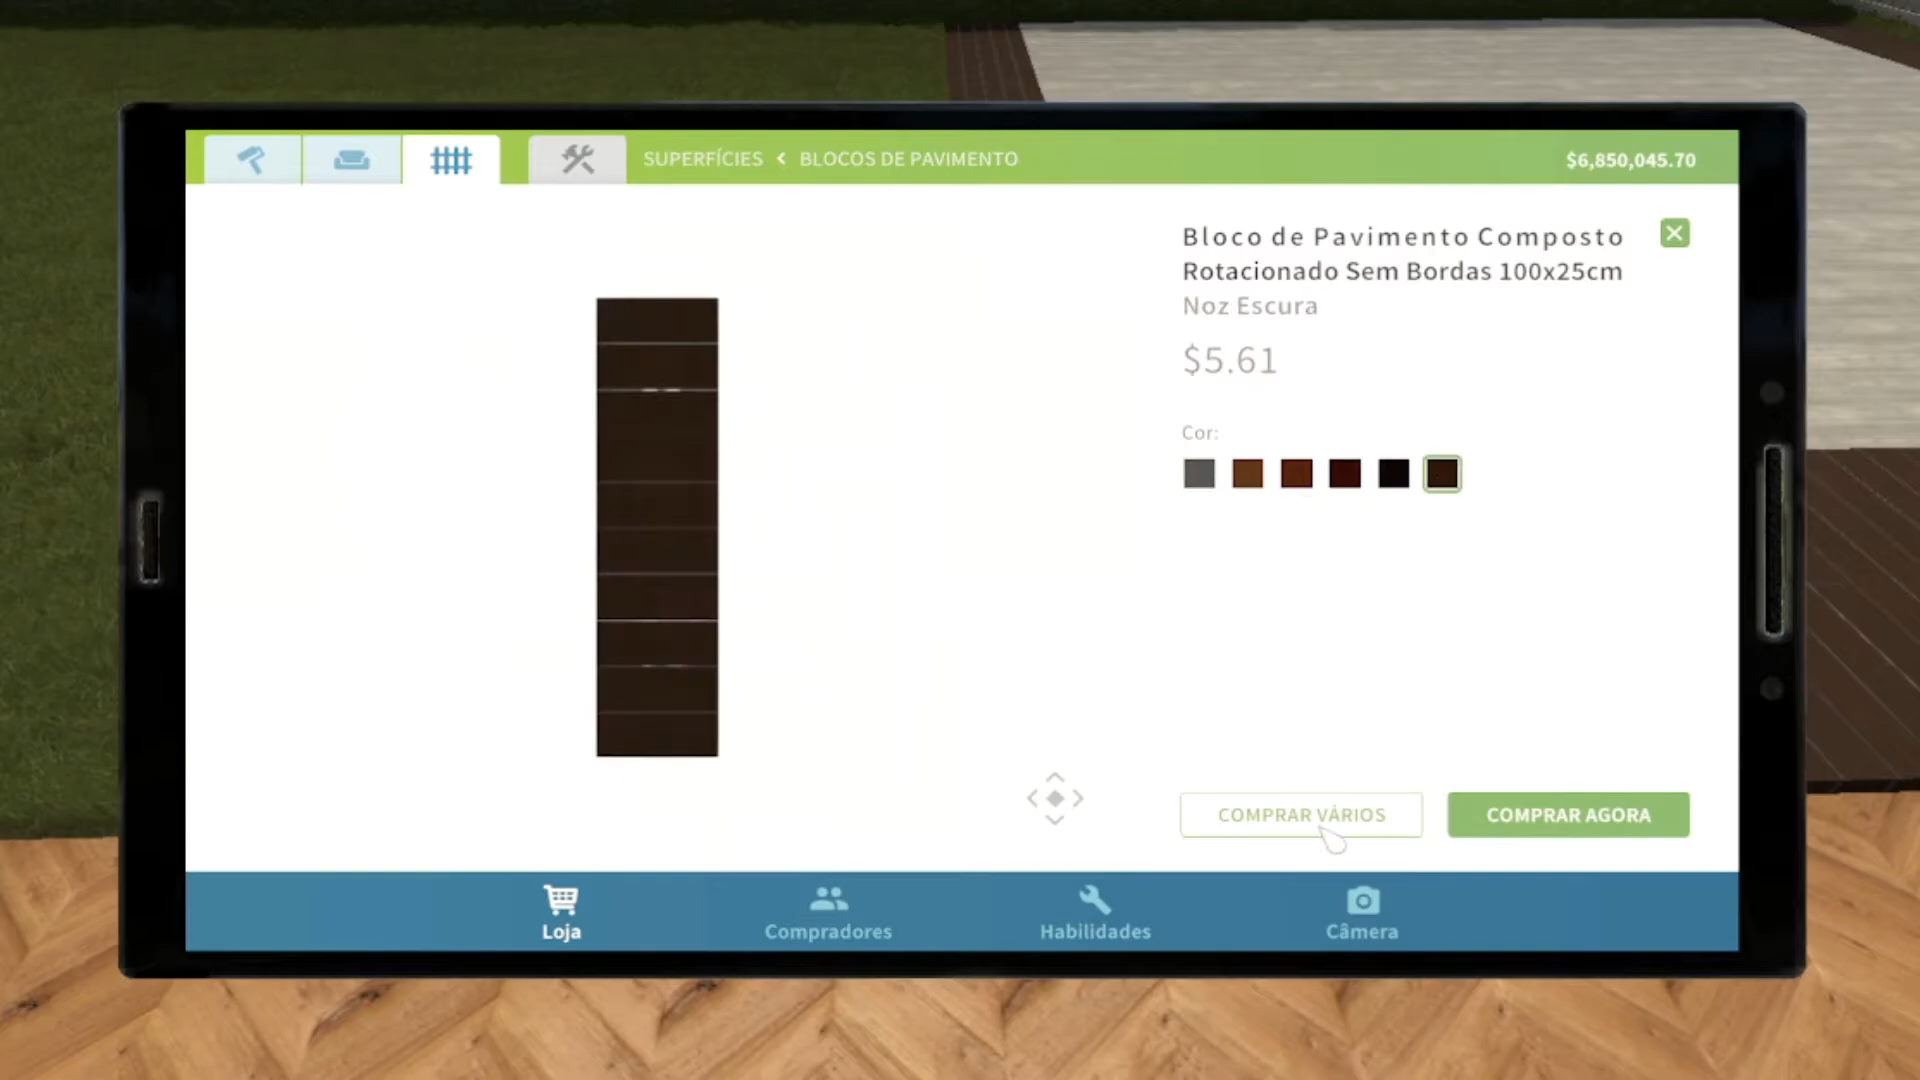 SUPERFÍCIES < BLOCOS DE PAVIMENTO
$6,850,045.70
Bloco de Pavimento Composto
Rotacionado Sem Bordas 100x25cm
Noz Escura
$5.61
Cor:
COMPRAR VÁRIOS
COMPRAR AGORA
Loja
Compradores
Habilidades
Câmera